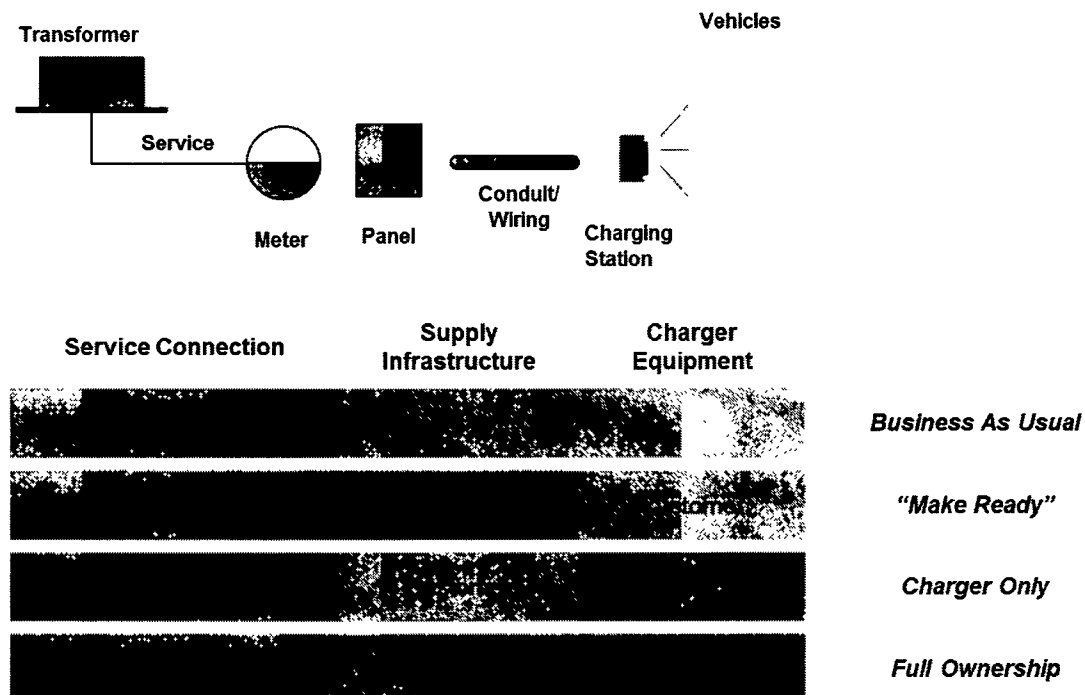 Vehicles
Transformer
Service
Conduit/
Wiring
Meter
Panel
Charging
Station
Service Connection
Supply
Infrastructure
Charger
Equipment
Business As Usual
“Make Ready”
Charger Only
Full Ownership